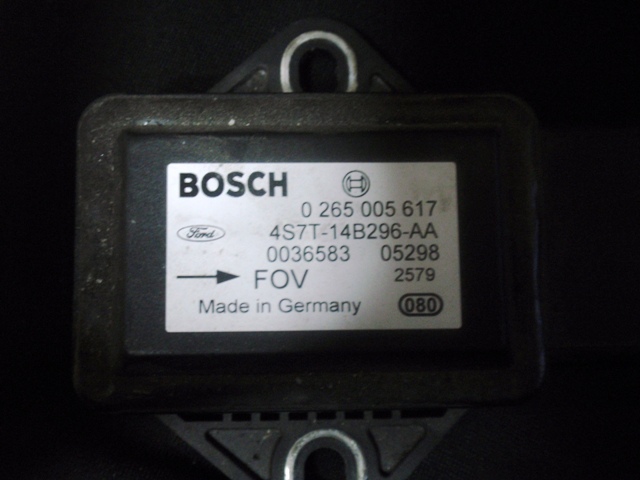 BOSCH
0 265 005 617
Ford 4S7T-14B296-AA
0036583 05298
FOV 2579
Made in Germany 080